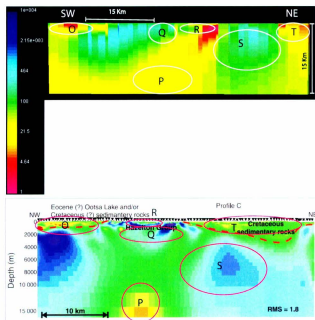 1e+004
SW
15 Km
NE
O
Q
R
S
T
P
15 Km
2.15e+003
464
100
21.5
4.64
1
Eocene (?) Ootsa Lake and/or
Cretaceous (?) sedimentary rocks
Profile C
NW
R
NE
O
Hazelton Group
Q
T
Cretaceous
sedimentary rocks
S
P
Depth (m)
2000
4000
6000
8000
10 000
15 000
10 km
RMS = 1.8